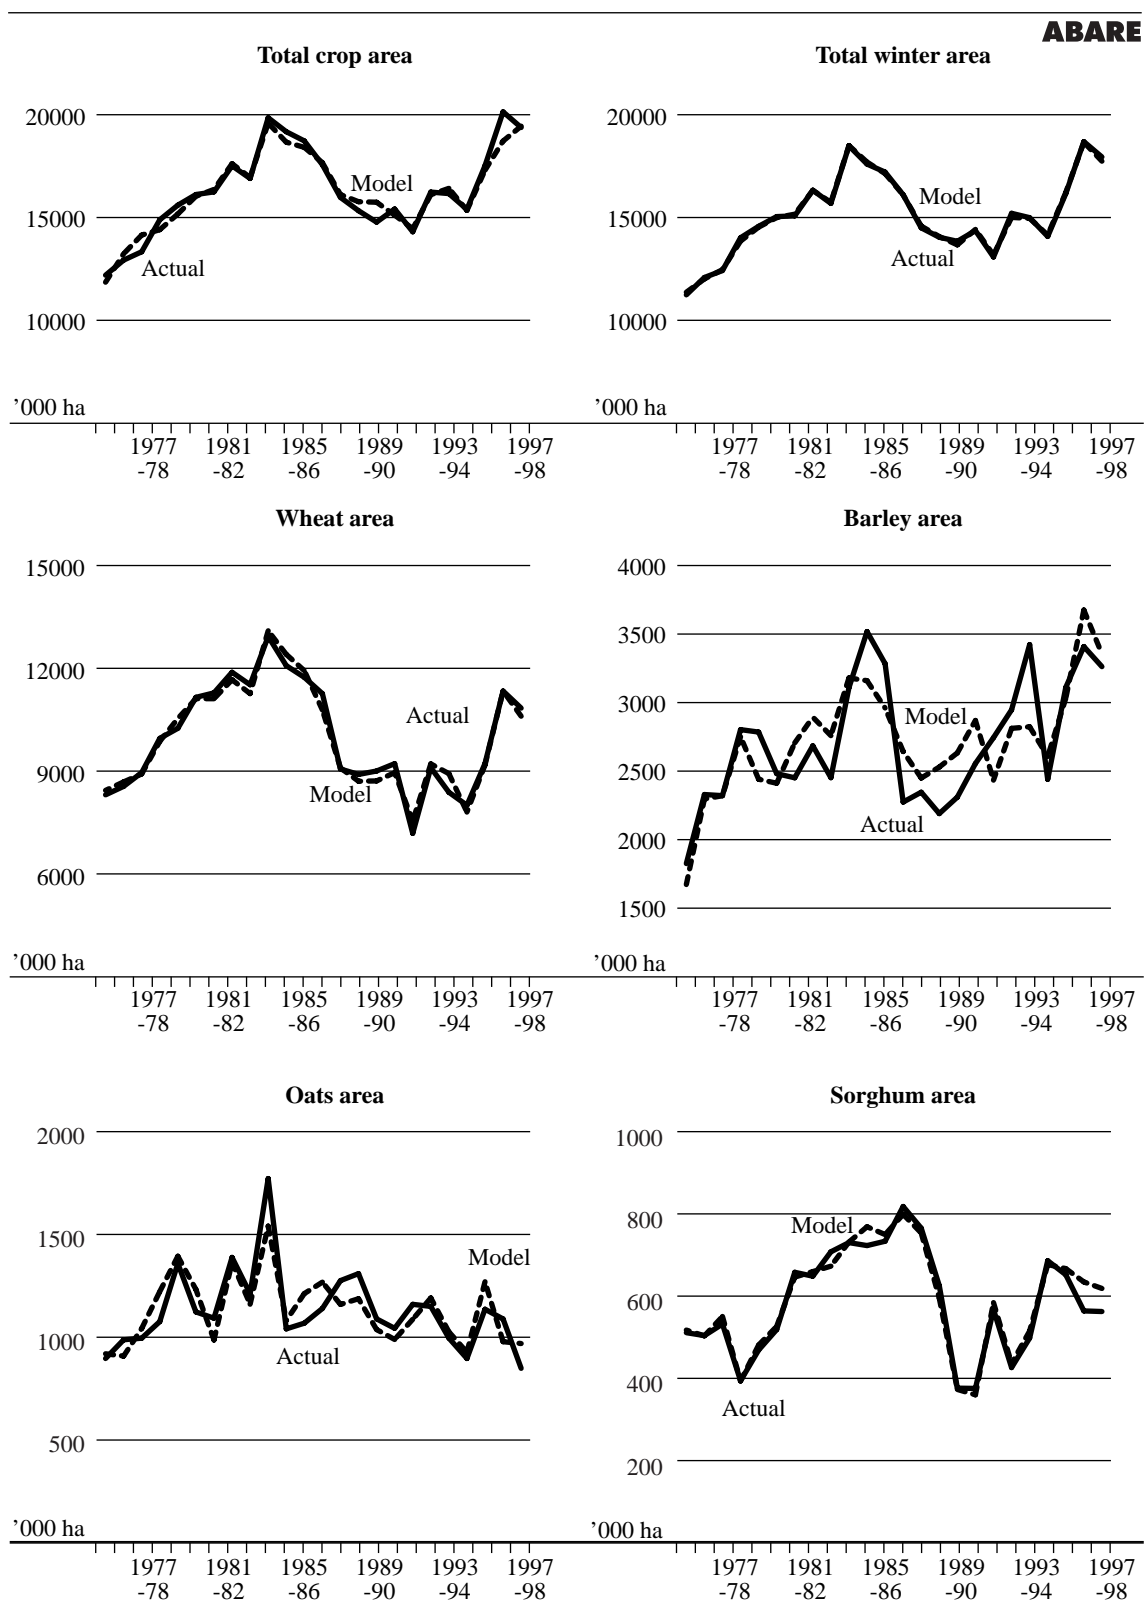 ABARE
Total crop area
20000
15000
10000
’000 ha
Model
Actual
1977 1981 1985 1989 1993 1997
-78 -82 -86 -90 -94 -98
Total winter area
20000
15000
10000
’000 ha
Model
Actual
1977 1981 1985 1989 1993 1997
-78 -82 -86 -90 -94 -98
Wheat area
15000
12000
9000
6000
’000 ha
Actual
Model
1977 1981 1985 1989 1993 1997
-78 -82 -86 -90 -94 -98
Barley area
4000
3500
3000
2500
2000
1500
’000 ha
Model
Actual
1977 1981 1985 1989 1993 1997
-78 -82 -86 -90 -94 -98
Oats area
2000
1500
1000
500
’000 ha
Model
Actual
1977 1981 1985 1989 1993 1997
-78 -82 -86 -90 -94 -98
Sorghum area
1000
800
600
400
200
’000 ha
Model
Actual
1977 1981 1985 1989 1993 1997
-78 -82 -86 -90 -94 -98